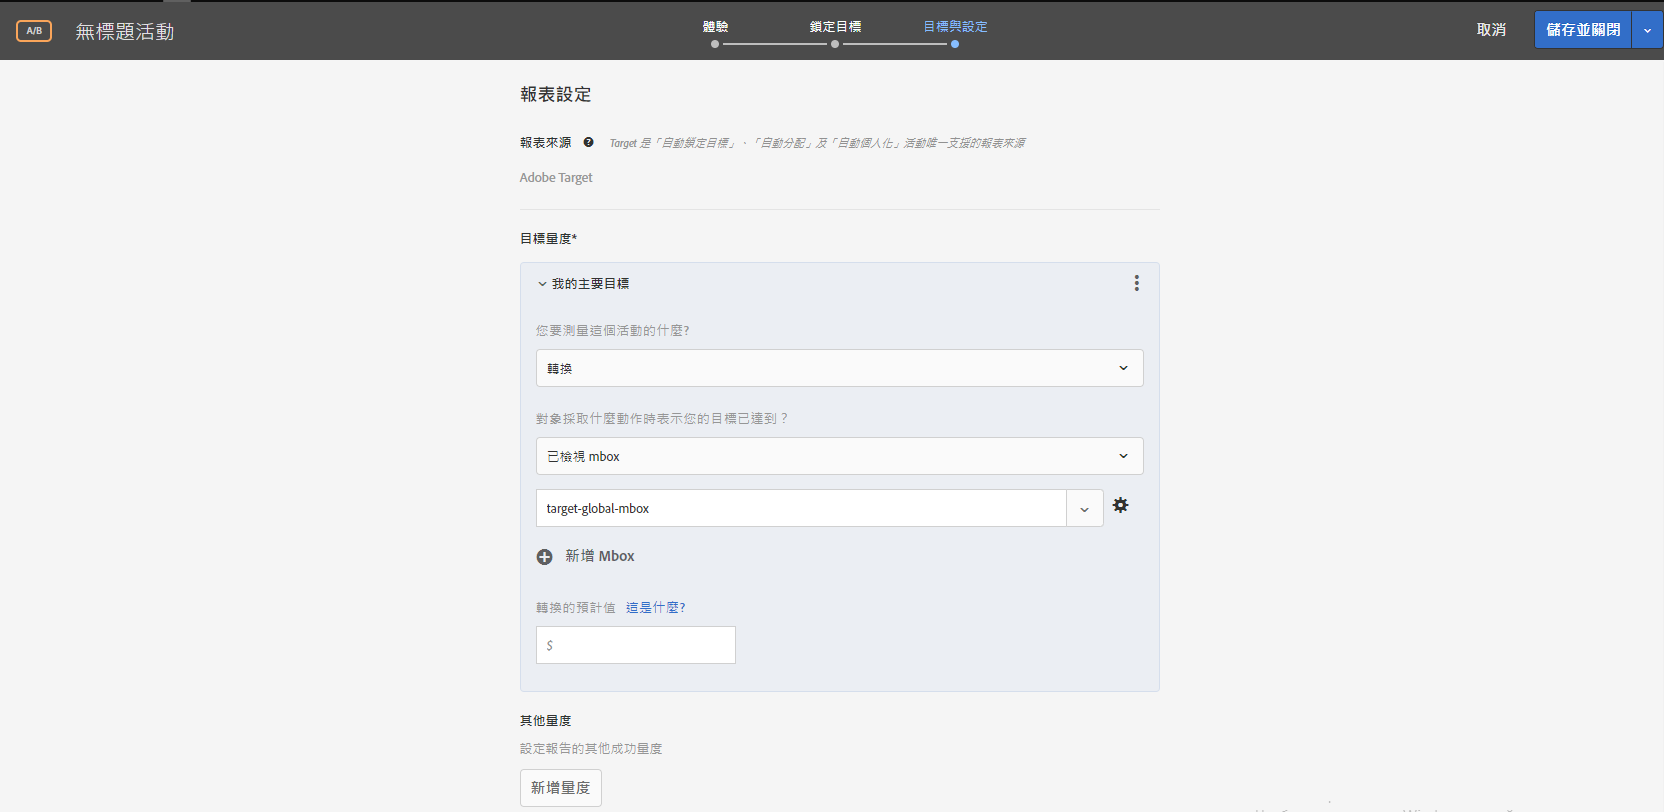 A/B 無標題活動 體驗 鎖定目標 目標與設定 取消 儲存並關閉
報表設定
報表來源 Target 是「自動鎖定目標」、「自動分配」及「自動個人化」活動唯一支援的報表來源
Adobe Target
目標量度*
我的主要目標
您要測量這個活動的什麼?
轉換
對象採取什麼動作時表示您的目標已達到？
已檢視 mbox
target-global-mbox
新增 Mbox
轉換的預計值 這是什麼?
$
其他量度
設定報告的其他成功量度
新增量度